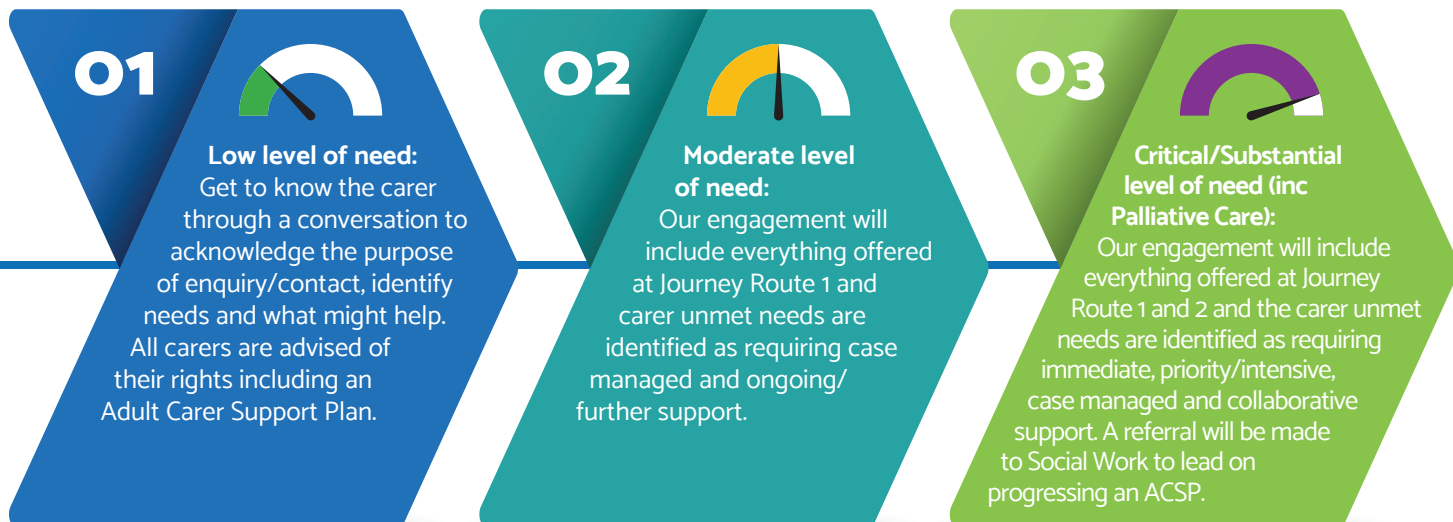 01
Low level of need:
Get to know the carer
through a conversation to
acknowledge the purpose
of enquiry/contact, identify
needs and what might help.
All carers are advised of
their rights including an
Adult Carer Support Plan.
02
Moderate level
of need:
Our engagement will
include everything offered
at Journey Route 1 and
carer unmet needs are
identified as requiring case
managed and ongoing/
further support.
03
Critical/Substantial
level of need (inc
Palliative Care):
Our engagement will include
everything offered at Journey
Route 1 and 2 and the carer unmet
needs are identified as requiring
immediate, priority/intensive,
case managed and collaborative
support. A referral will be made
to Social Work to lead on
progressing an ACSP.